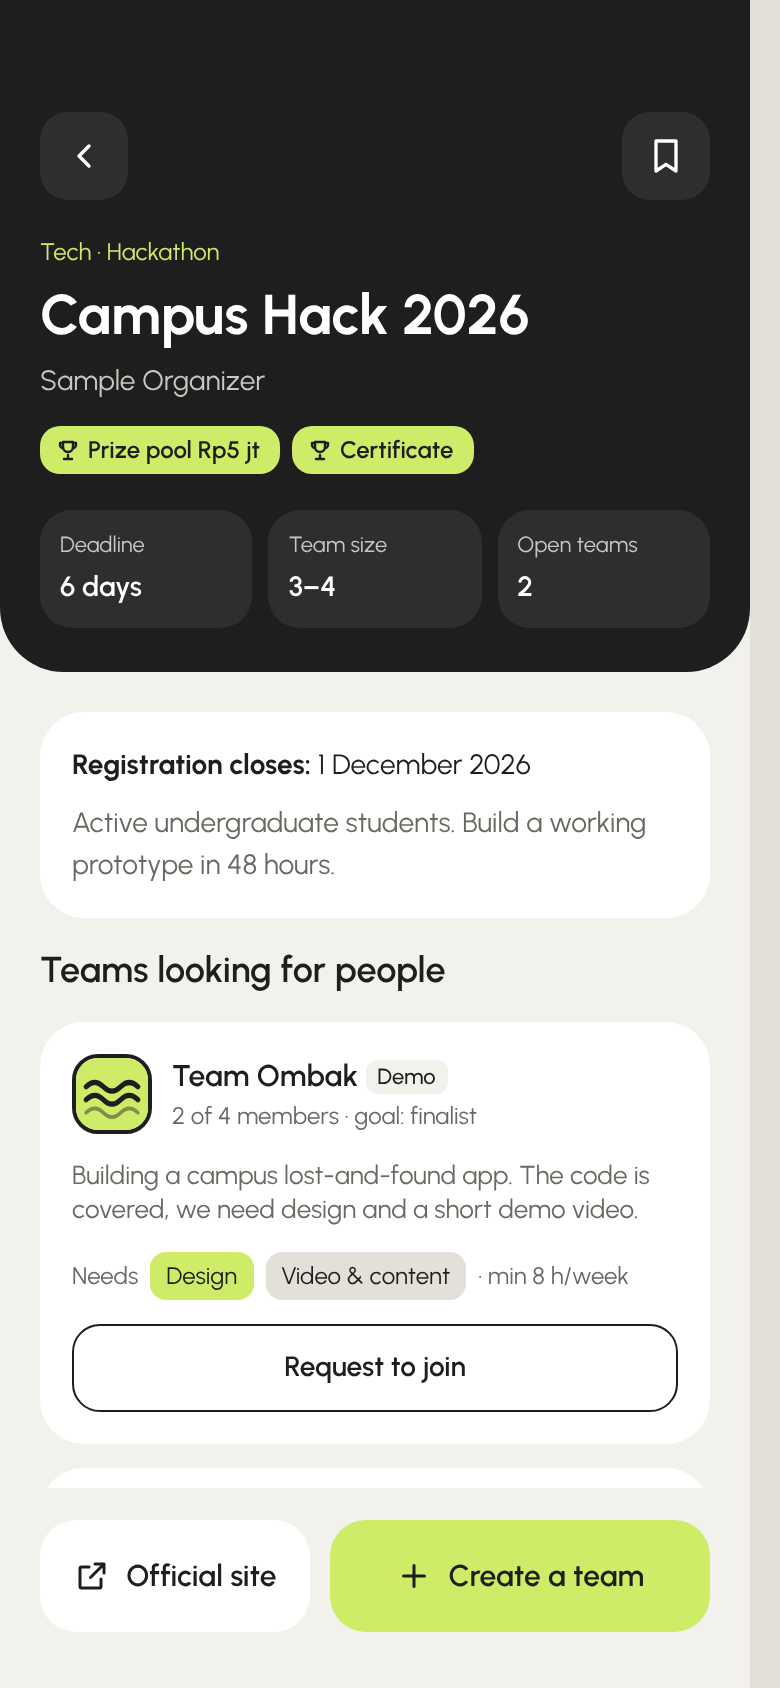 Tech · Hackathon
Campus Hack 2026
Sample Organizer
Prize pool Rp5 jt
Certificate
Deadline
6 days
Team size
3–4
Open teams
2
Registration closes: 1 December 2026
Active undergraduate students. Build a working
prototype in 48 hours.
Teams looking for people
Team Ombak Demo
2 of 4 members · goal: finalist
Building a campus lost-and-found app. The code is
covered, we need design and a short demo video.
Needs Design Video & content · min 8 h/week
Request to join
Official site
Create a team